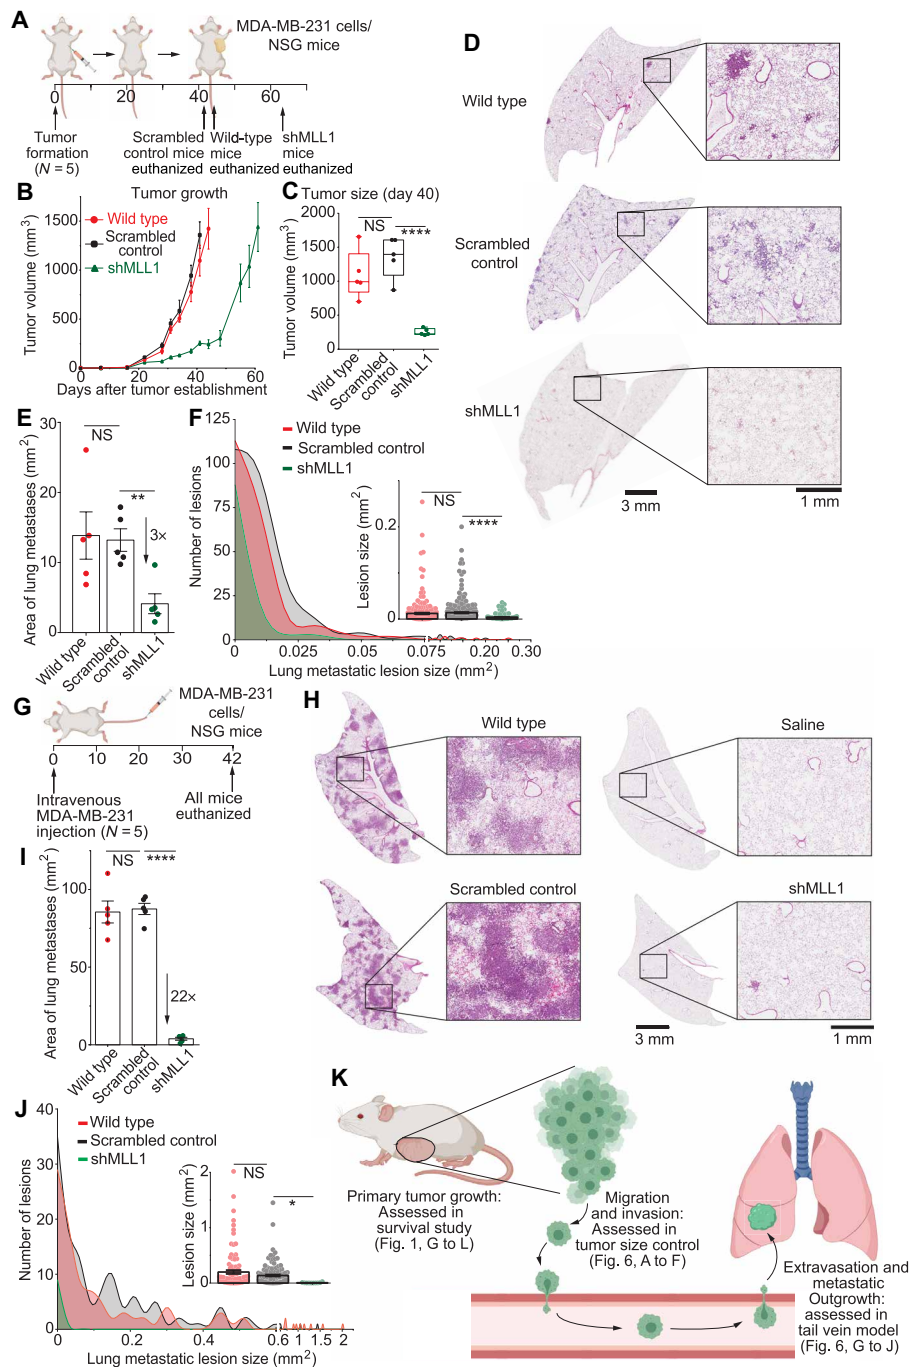 A
MDA-MB-231 cells/
NSG mice
0
20
40
60
Tumor
formation
(N = 5)
Scrambled
control mice
euthanized
Wild-type
mice
euthanized
shMLL1
mice
euthanized
B
Tumor growth
Wild type
Scrambled
control
shMLL1
Tumor volume (mm3)
1500
1000
500
0
0
20
40
60
Days after tumor establishment
C
Tumor size (day 40)
NS
****
Tumor volume (mm3)
2000
1500
1000
500
0
Wild type
Scrambled
control
shMLL1
D
Wild type
Scrambled
control
shMLL1
3 mm
1 mm
E
Area of lung metastases (mm2)
30
20
10
0
NS
**
3×
Wild type
Scrambled
control
shMLL1
F
Wild type
Scrambled control
shMLL1
Number of lesions
125
100
75
50
25
0
0
0.025
0.05
0.075
0.10
0.20
0.30
Lung metastatic lesion size (mm2)
Lesion size (mm2)
0.2
0
NS
****
G
MDA-MB-231
cells/
NSG mice
0
10
20
30
42
Intravenous
MDA-MB-231
injection (N = 5)
All mice
euthanized
H
Wild type
Saline
Scrambled control
shMLL1
3 mm
1 mm
I
Area of lung metastases (mm2)
100
50
0
NS
****
22×
Wild type
Scrambled
control
shMLL1
J
Wild type
Scrambled control
shMLL1
Number of lesions
40
30
20
10
0
0
0.2
0.4
0.6
1
1.5
2
Lung metastatic lesion size (mm2)
Lesion size (mm2)
2
1
0
NS
*
K
Primary tumor growth:
Assessed in
survival study
(Fig. 1, G to L)
Migration
and invasion:
Assessed in
tumor size control
(Fig. 6, A to F)
Extravasation and
metastatic
Outgrowth:
assessed in
tail vein model
(Fig. 6, G to J)